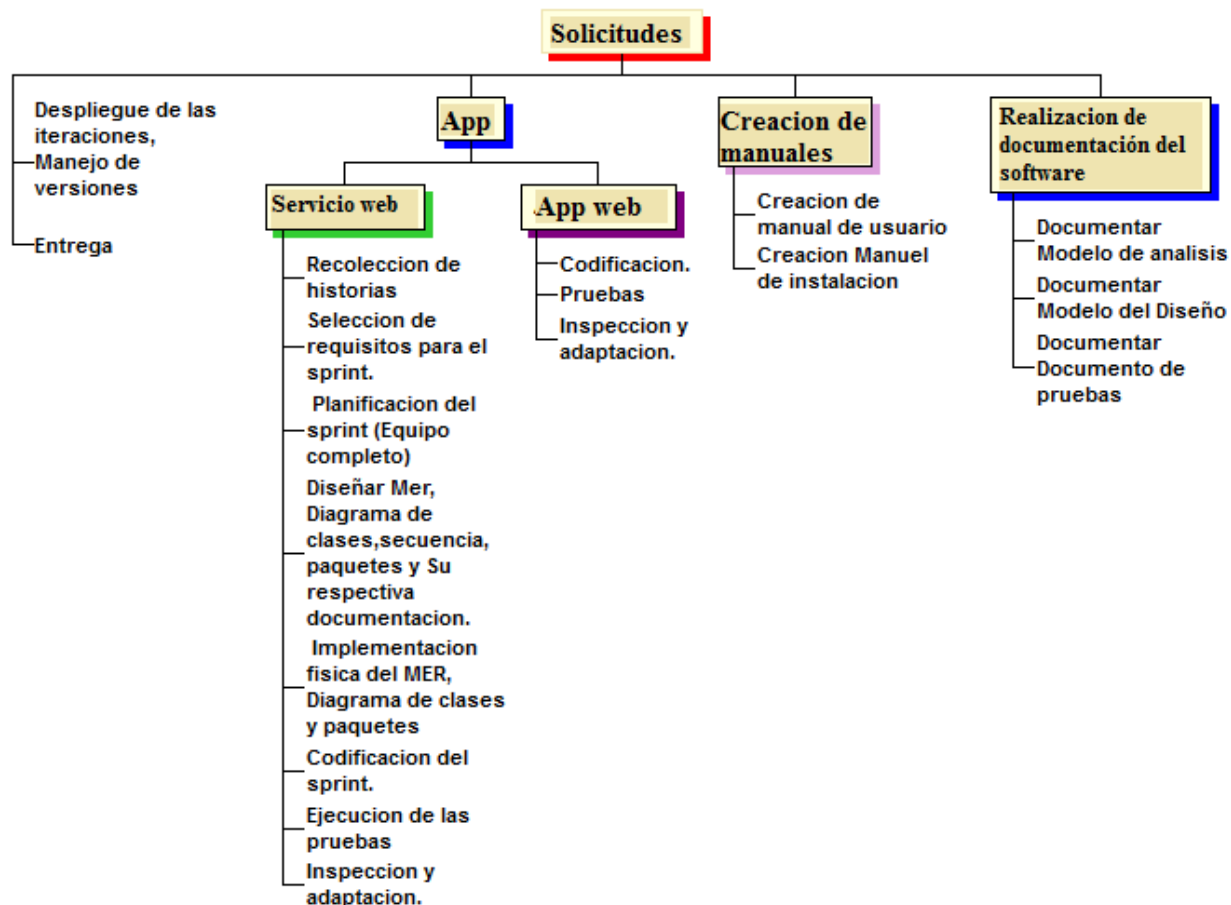 Solicitudes
Despliegue de las
iteraciones,
Manejo de
versiones
Entrega
App
Servicio web
Recoleccion de
historias
Seleccion de
requisitos para el
sprint.
Planificacion del
sprint (Equipo
completo)
Diseñar Mer,
Diagrama de
clases,secuencia,
paquetes y Su
respectiva
documentacion.
Implementacion
fisica del MER,
Diagrama de clases
y paquetes
Codificacion del
sprint.
Ejecucion de las
pruebas
Inspeccion y
adaptacion.
App web
Codificacion.
Pruebas
Inspeccion y
adaptacion.
Creacion de
manuales
Creacion de
manual de usuario
Creacion Manuel
de instalacion
Realizacion de
documentación del
software
Documentar
Modelo de analisis
Documentar
Modelo del Diseño
Documentar
Documento de
pruebas